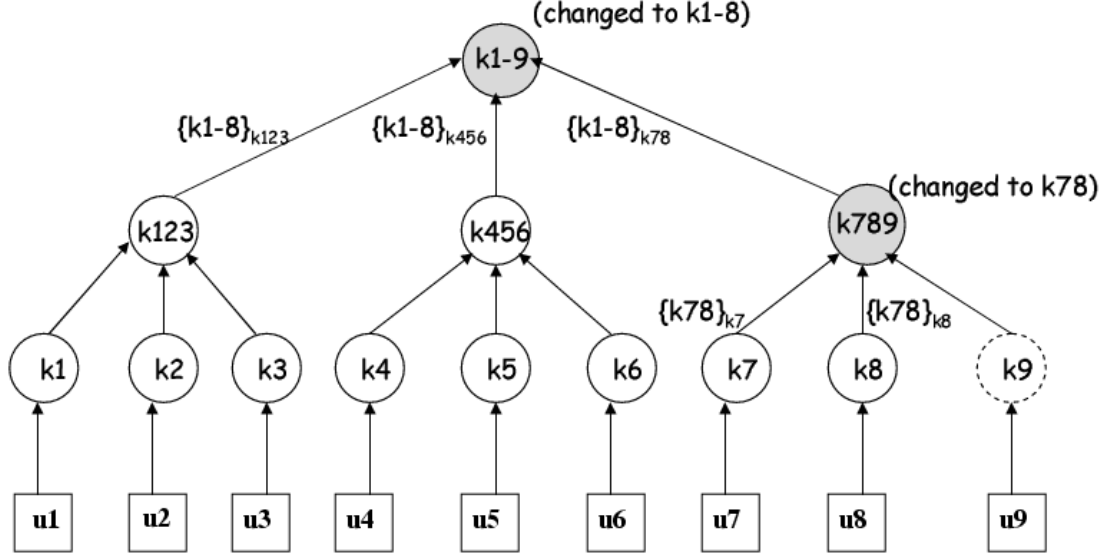 (changed to k1-8)
k1-9
{k1-8}k123 {k1-8}k456 {k1-8}k78
(changed to k78)
k123 k456 k789
{k78}k7 {k78}k8
k1 k2 k3 k4 k5 k6 k7 k8 k9
u1 u2 u3 u4 u5 u6 u7 u8 u9